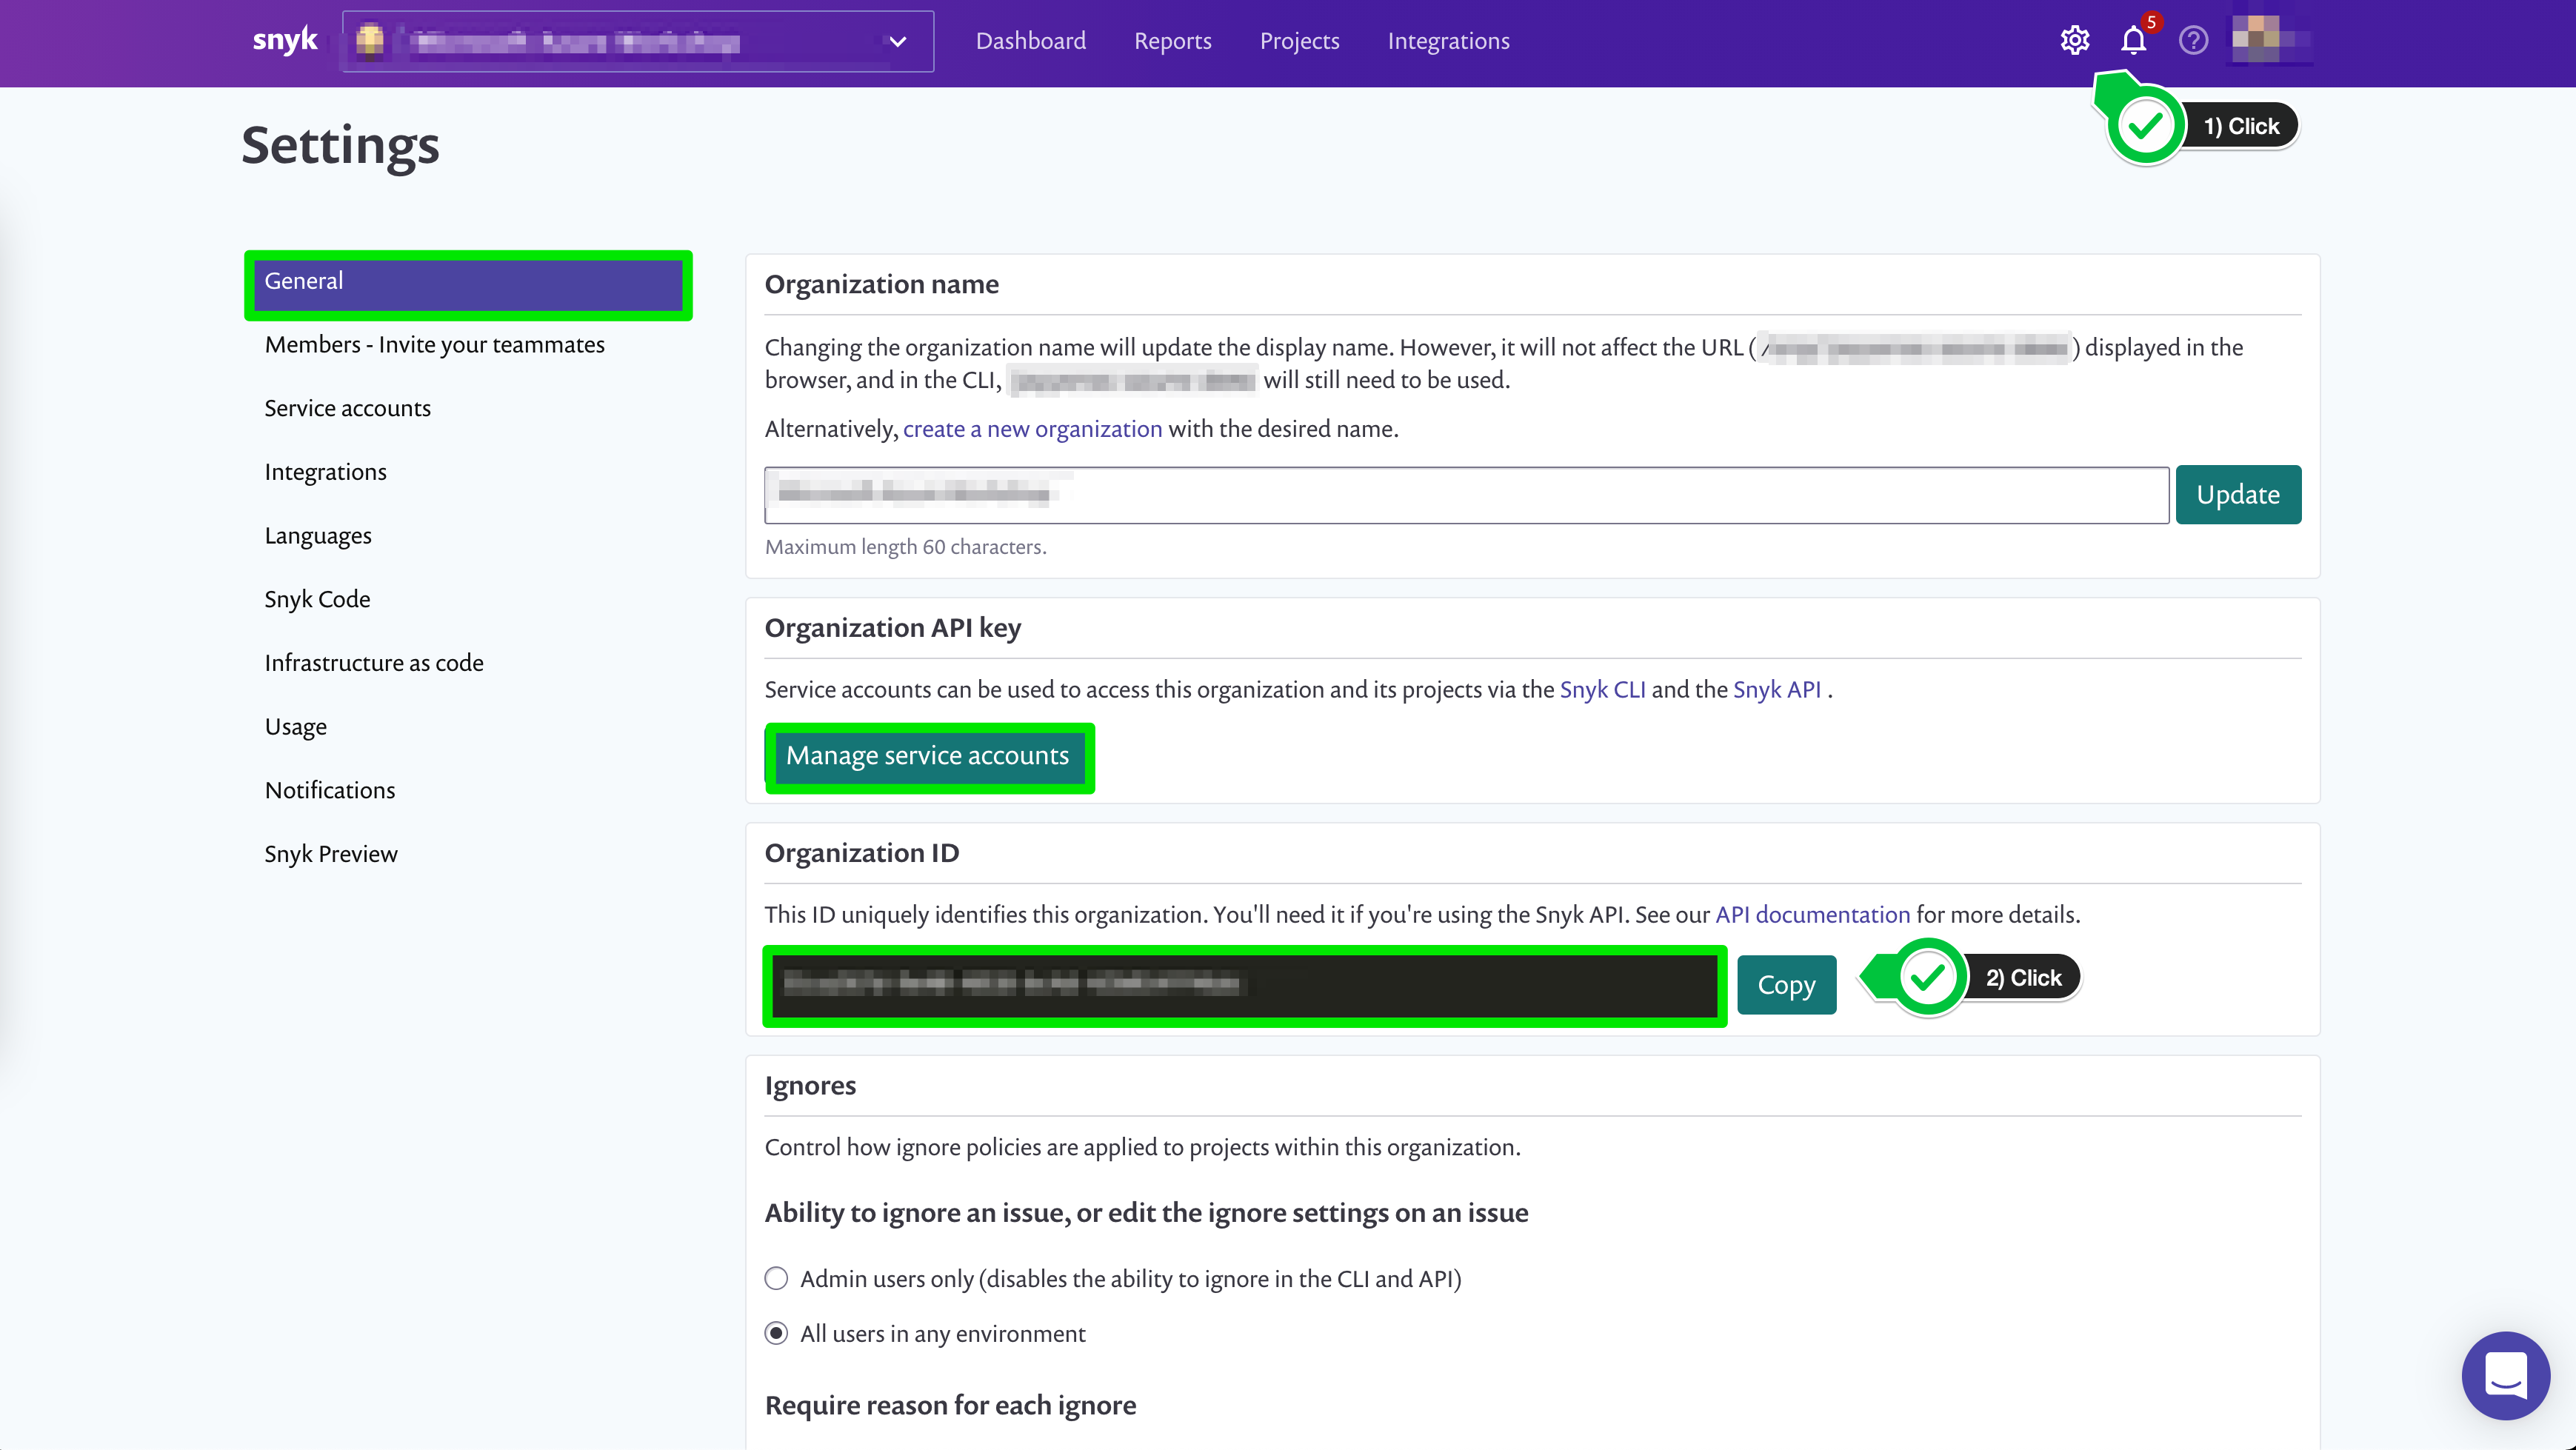 snyk
Dashboard
Reports
Projects
Integrations
5
?
1) Click
Settings
General
Members - Invite your teammates
Service accounts
Integrations
Languages
Snyk Code
Infrastructure as code
Usage
Notifications
Snyk Preview
Organization name
Changing the organization name will update the display name. However, it will not affect the URL ( ) displayed in the
browser, and in the CLI, will still need to be used.
Alternatively, create a new organization with the desired name.
Update
Maximum length 60 characters.
Organization API key
Service accounts can be used to access this organization and its projects via the Snyk CLI and the Snyk API .
Manage service accounts
Organization ID
This ID uniquely identifies this organization. You'll need it if you're using the Snyk API. See our API documentation for more details.
Copy
2) Click
Ignores
Control how ignore policies are applied to projects within this organization.
Ability to ignore an issue, or edit the ignore settings on an issue
Admin users only (disables the ability to ignore in the CLI and API)
All users in any environment
Require reason for each ignore